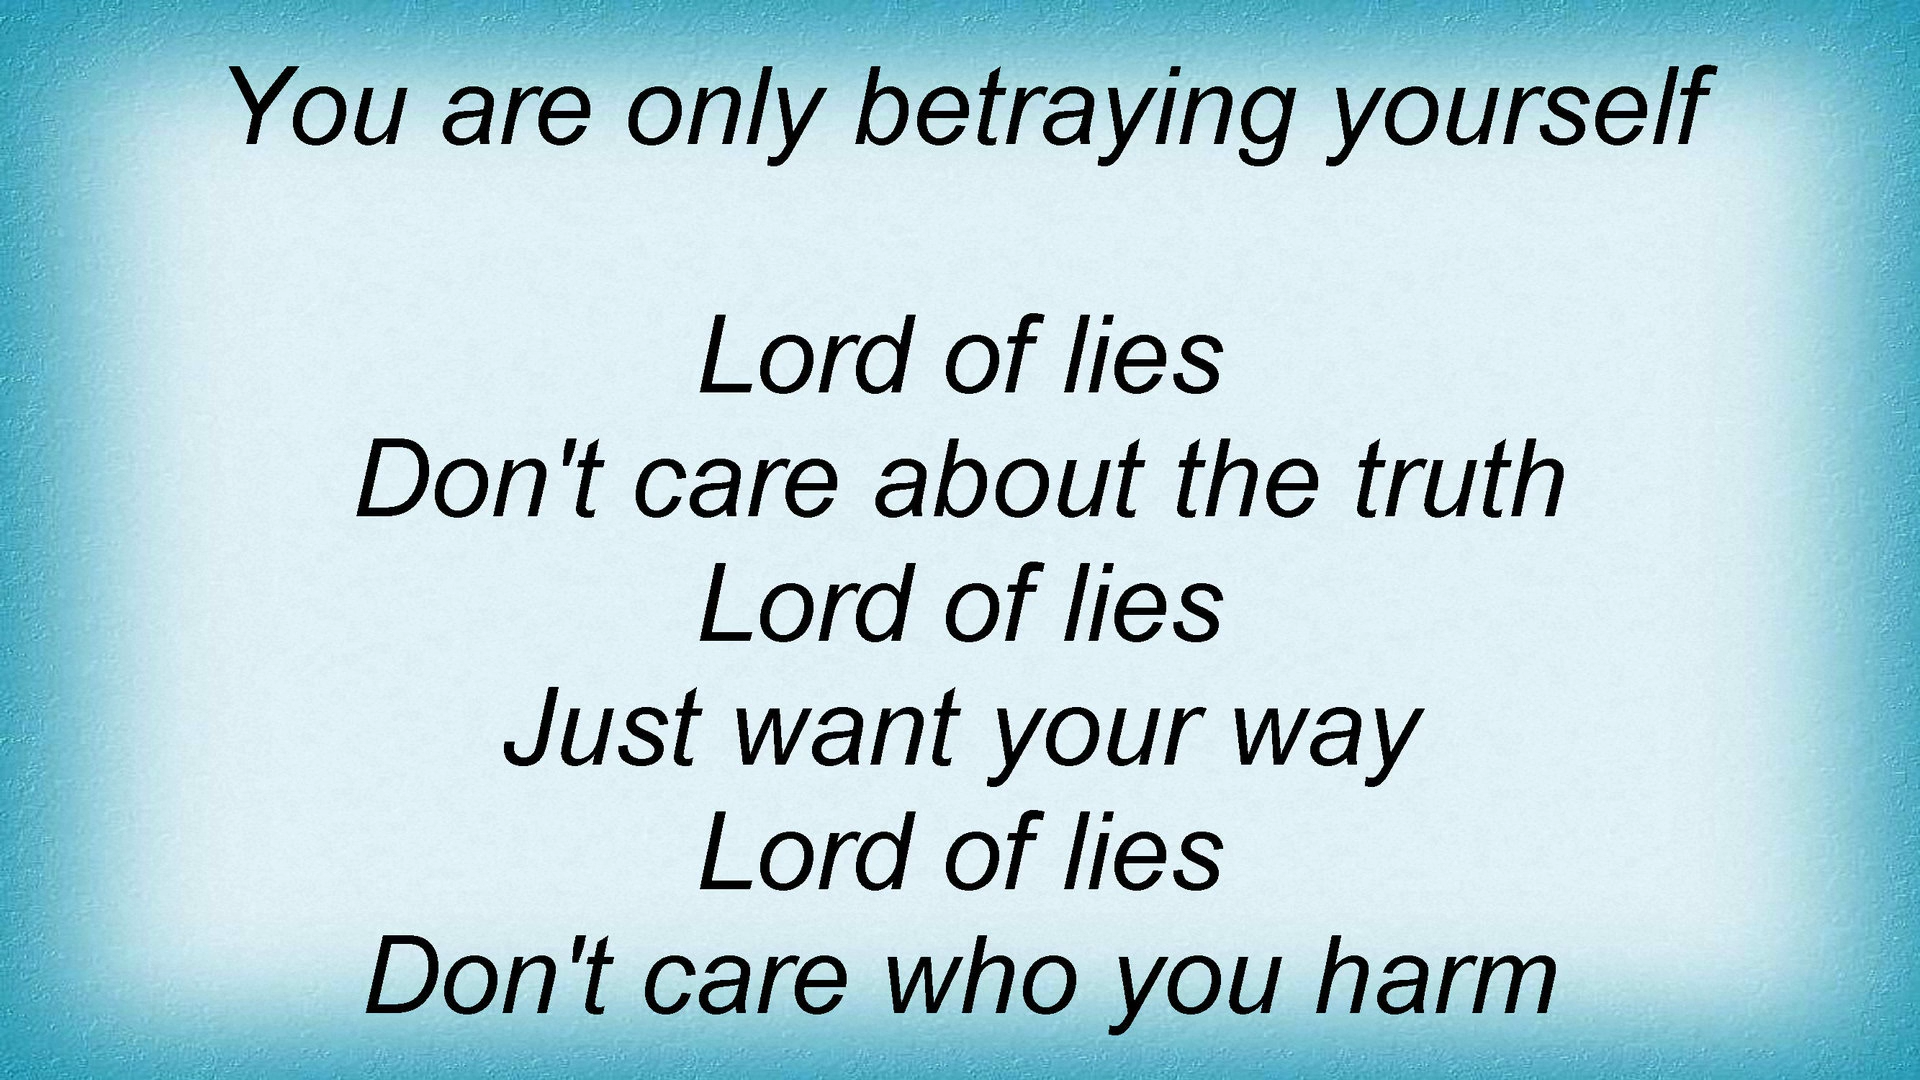 You are only betraying yourself
Lord of lies
Don't care about the truth
Lord of lies
Just want your way
Lord of lies
Don't care who you harm